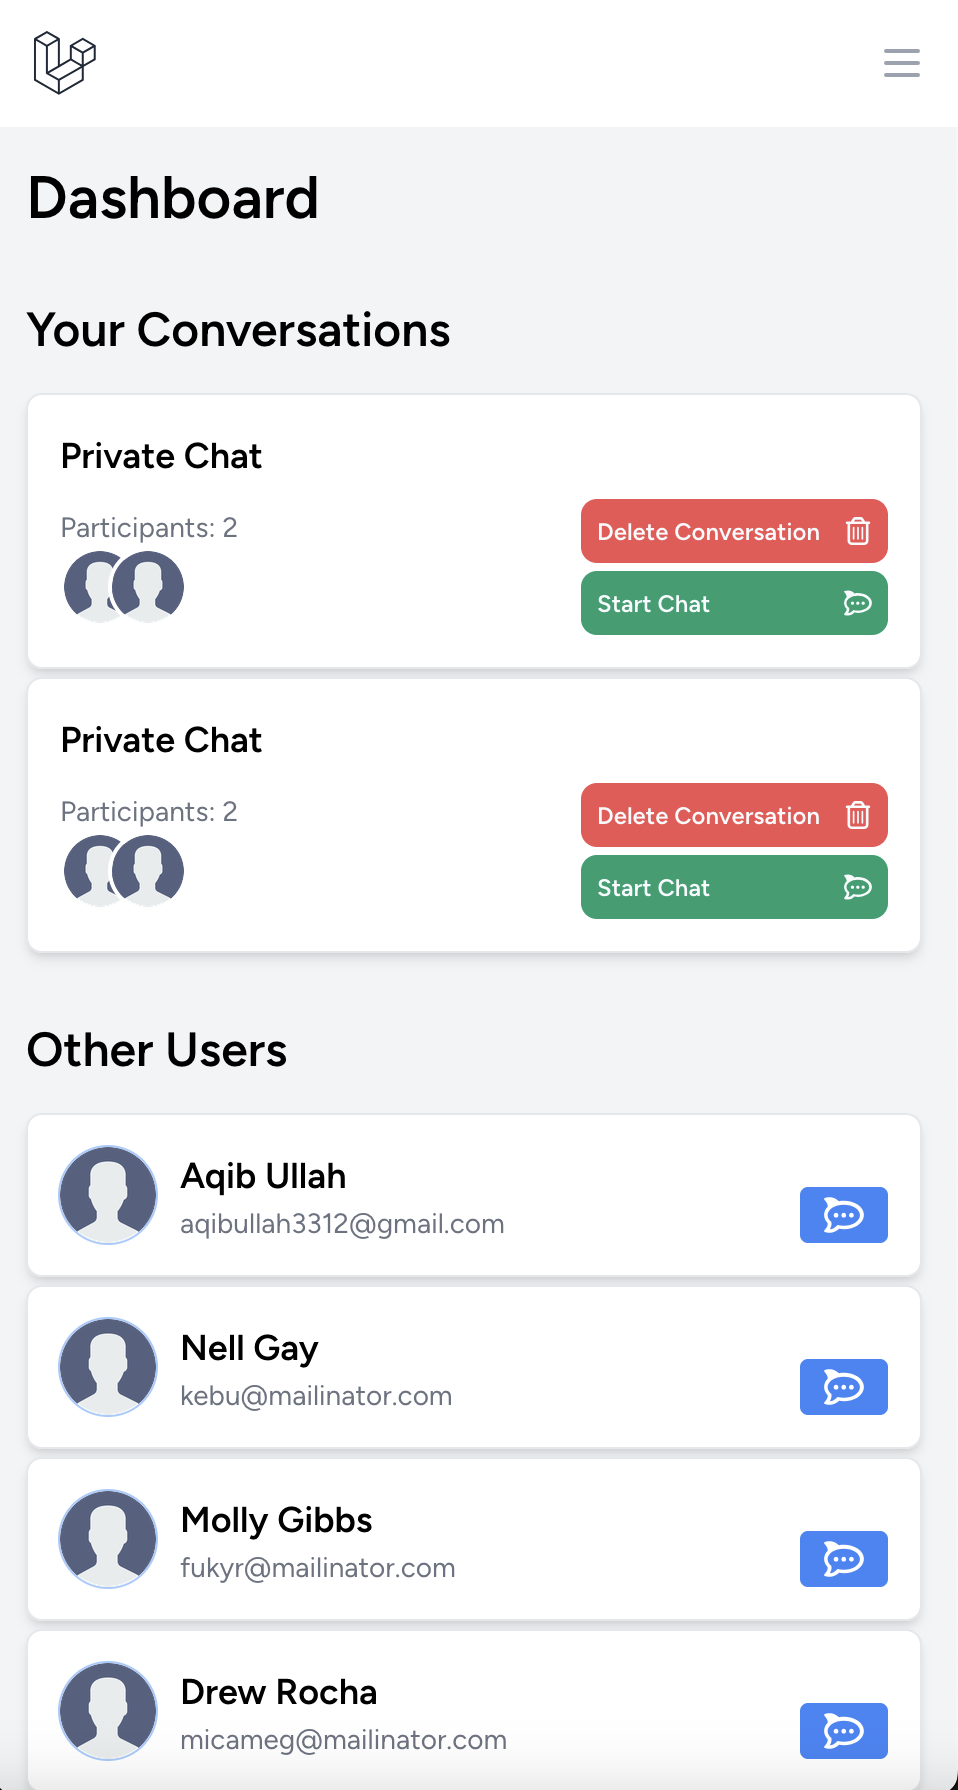 Dashboard
Your Conversations
Private Chat
Participants: 2
Delete Conversation
Start Chat
Private Chat
Participants: 2
Delete Conversation
Start Chat
Other Users
Aqib Ullah
aqibullah3312@gmail.com
Nell Gay
kebu@mailinator.com
Molly Gibbs
fukyr@mailinator.com
Drew Rocha
micameg@mailinator.com